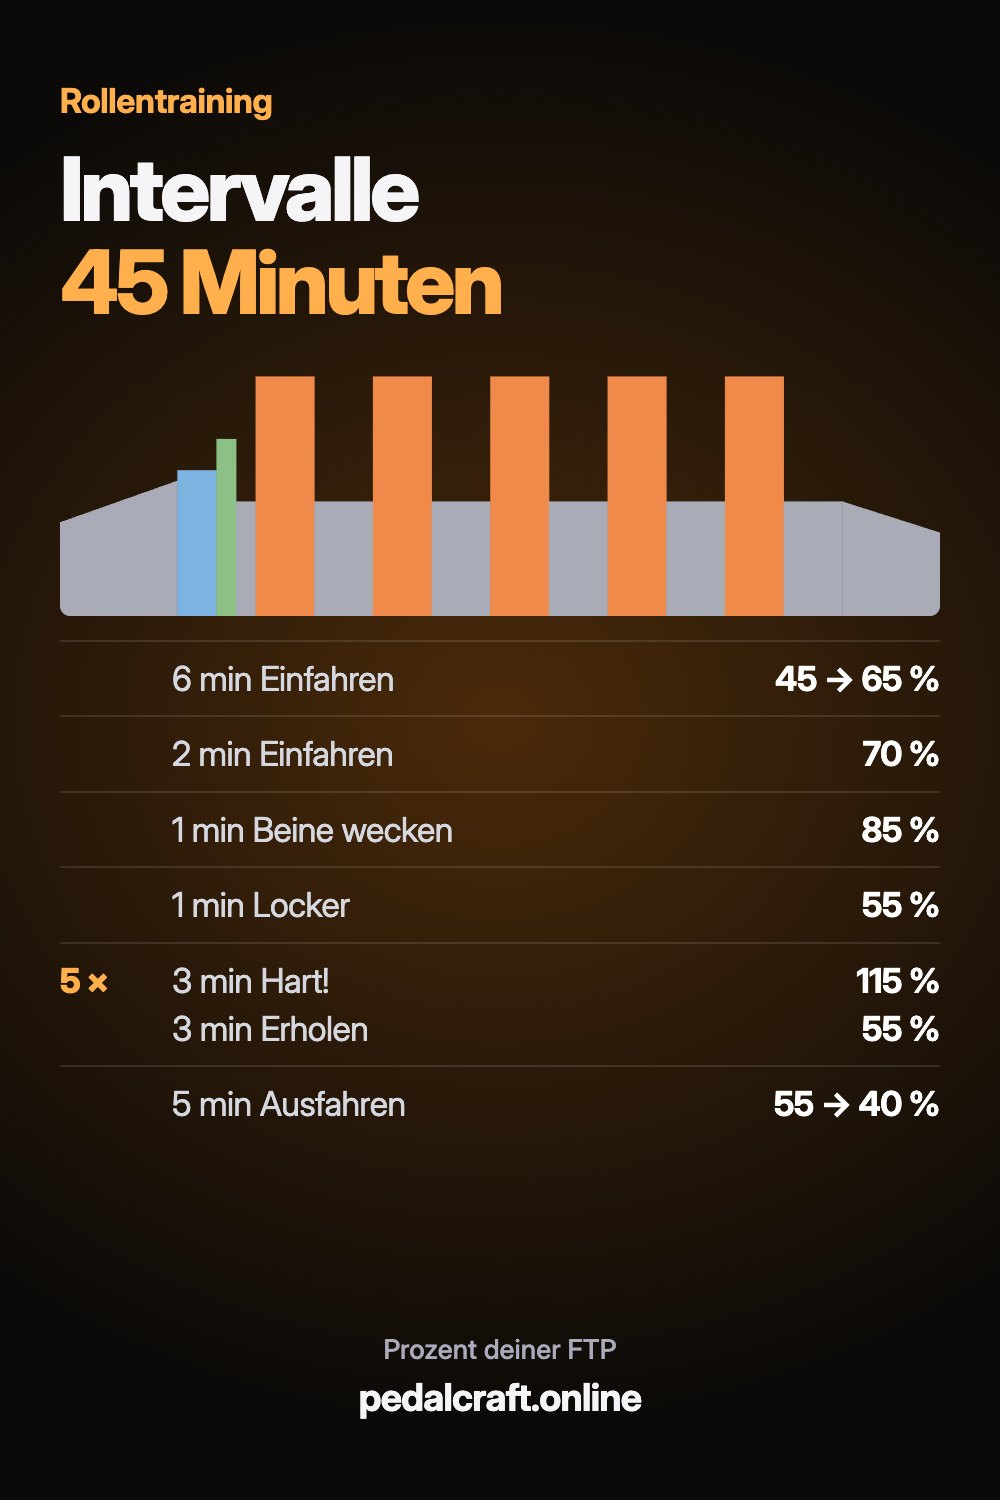 Rollentraining
Intervalle
45 Minuten
6 min Einfahren 45 → 65 %
2 min Einfahren 70 %
1 min Beine wecken 85 %
1 min Locker 55 %
5 × 3 min Hart! 115 %
3 min Erholen 55 %
5 min Ausfahren 55 → 40 %
Prozent deiner FTP
pedalcraft.online